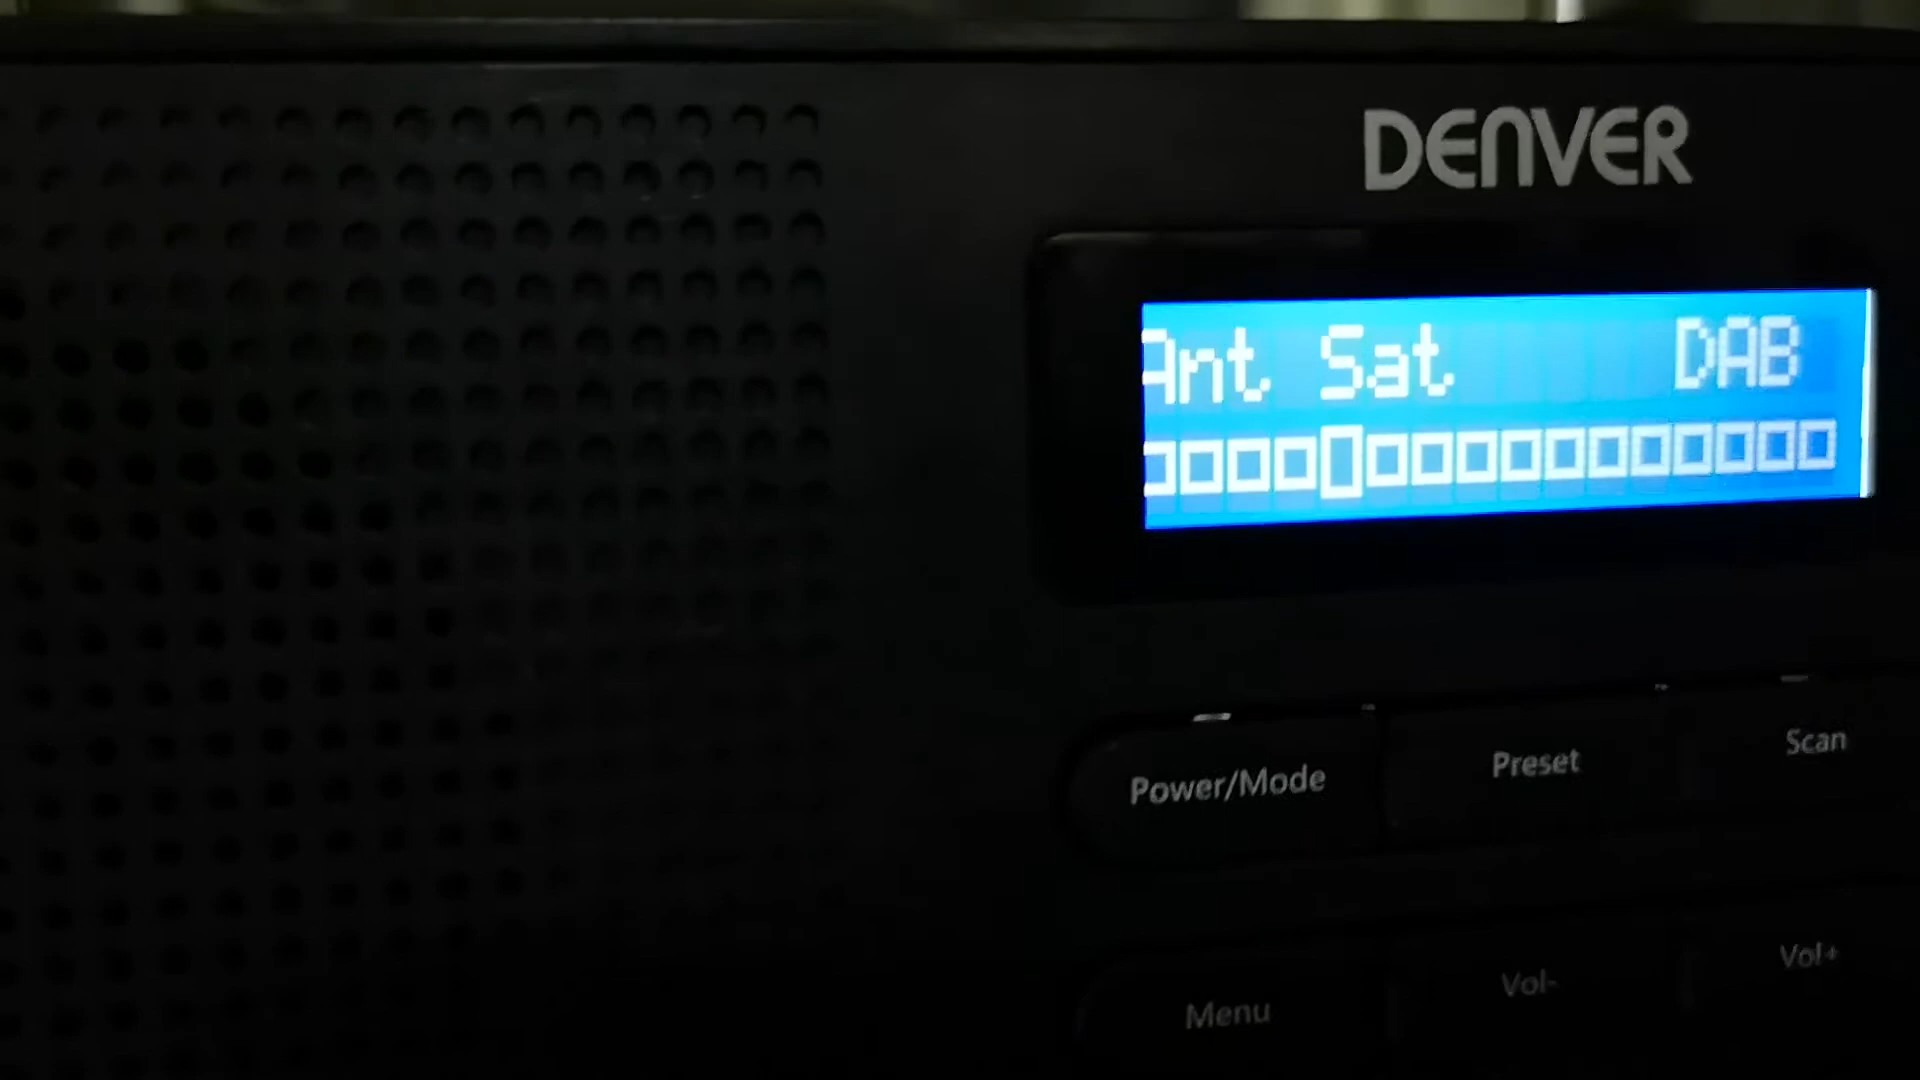 DENVER
Ant Sat DAB
Power/Mode Preset Scan
Menu Vol- Vol+